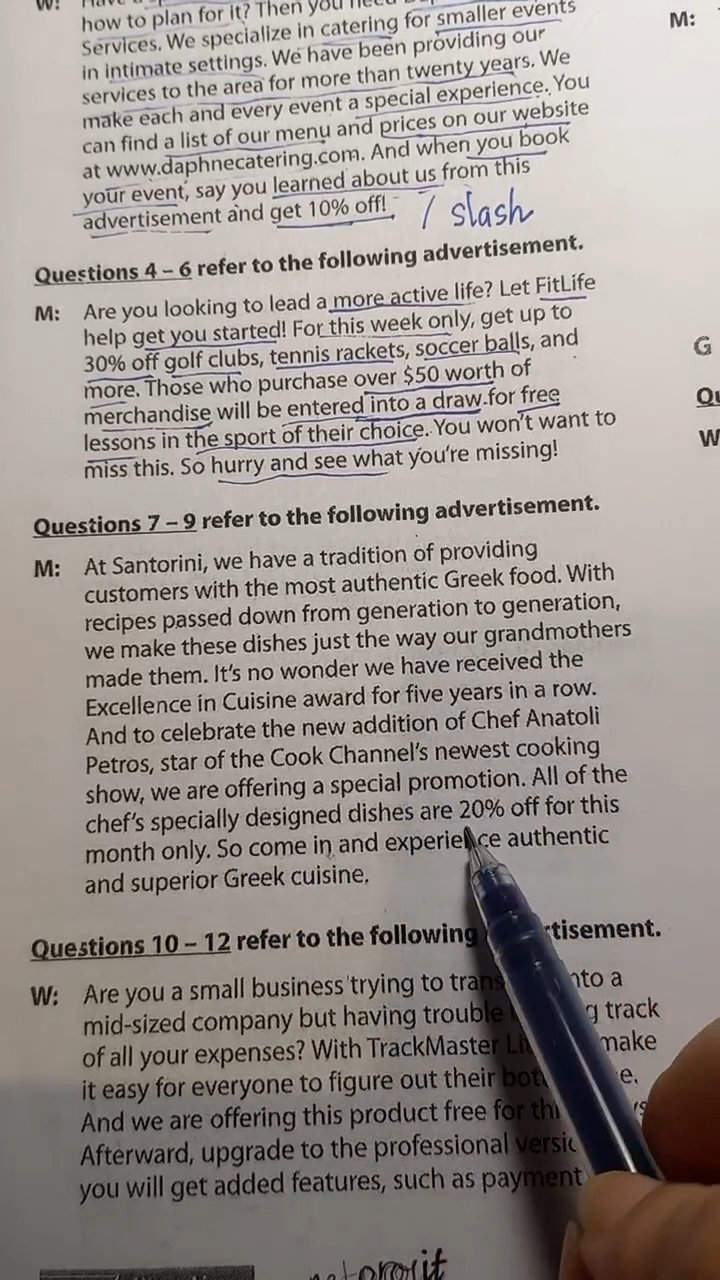 W:
how to plan for it? Then you need
Services. We specialize in catering for smaller events
in intimate settings. We have been providing our
services to the area for more than twenty years. We
make each and every event a special experience. You
can find a list of our menu and prices on our website
at www.daphnecatering.com. And when you book
your event, say you learned about us from this
advertisement and get 10% off! / slash
Questions 4 – 6 refer to the following advertisement.
M: Are you looking to lead a more active life? Let FitLife
help get you started! For this week only, get up to
30% off golf clubs, tennis rackets, soccer balls, and
more. Those who purchase over $50 worth of
merchandise will be entered into a draw for free
lessons in the sport of their choice. You won't want to
miss this. So hurry and see what you're missing!
Questions 7 – 9 refer to the following advertisement.
M: At Santorini, we have a tradition of providing
customers with the most authentic Greek food. With
recipes passed down from generation to generation,
we make these dishes just the way our grandmothers
made them. It's no wonder we have received the
Excellence in Cuisine award for five years in a row.
And to celebrate the new addition of Chef Anatoli
Petros, star of the Cook Channel's newest cooking
show, we are offering a special promotion. All of the
chef's specially designed dishes are 20% off for this
month only. So come in and experience authentic
and superior Greek cuisine.
Questions 10 – 12 refer to the following
W: Are you a small business trying to into a
mid-sized company but having trouble track
of all your expenses? With TrackMaster make
it easy for everyone to figure out their
And we are offering this product free for
Afterward, upgrade to the professional
you will get added features, such as payment
M:
G
W